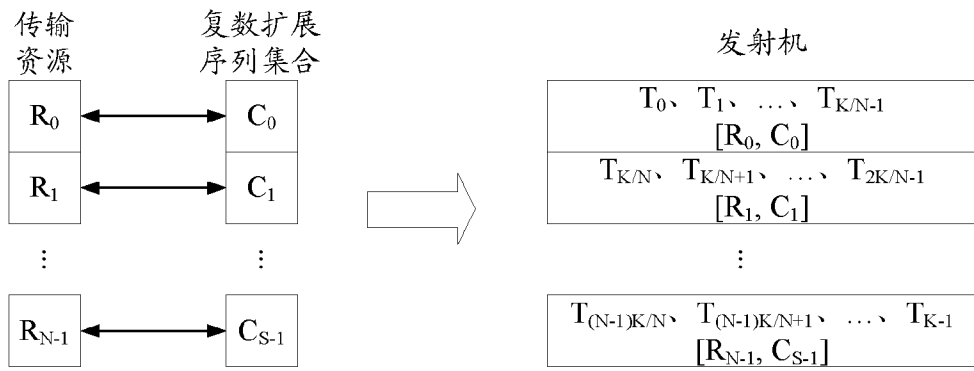 传输
资源
复数扩展
序列集合
发射机
R0
C0
T0、T1、…、TK/N-1
[R0, C0]
R1
C1
TK/N、TK/N+1、…、T2K/N-1
[R1, C1]
⋮
⋮
⋮
RN-1
CS-1
T(N-1)K/N、T(N-1)K/N+1、…、TK-1
[RN-1, CS-1]